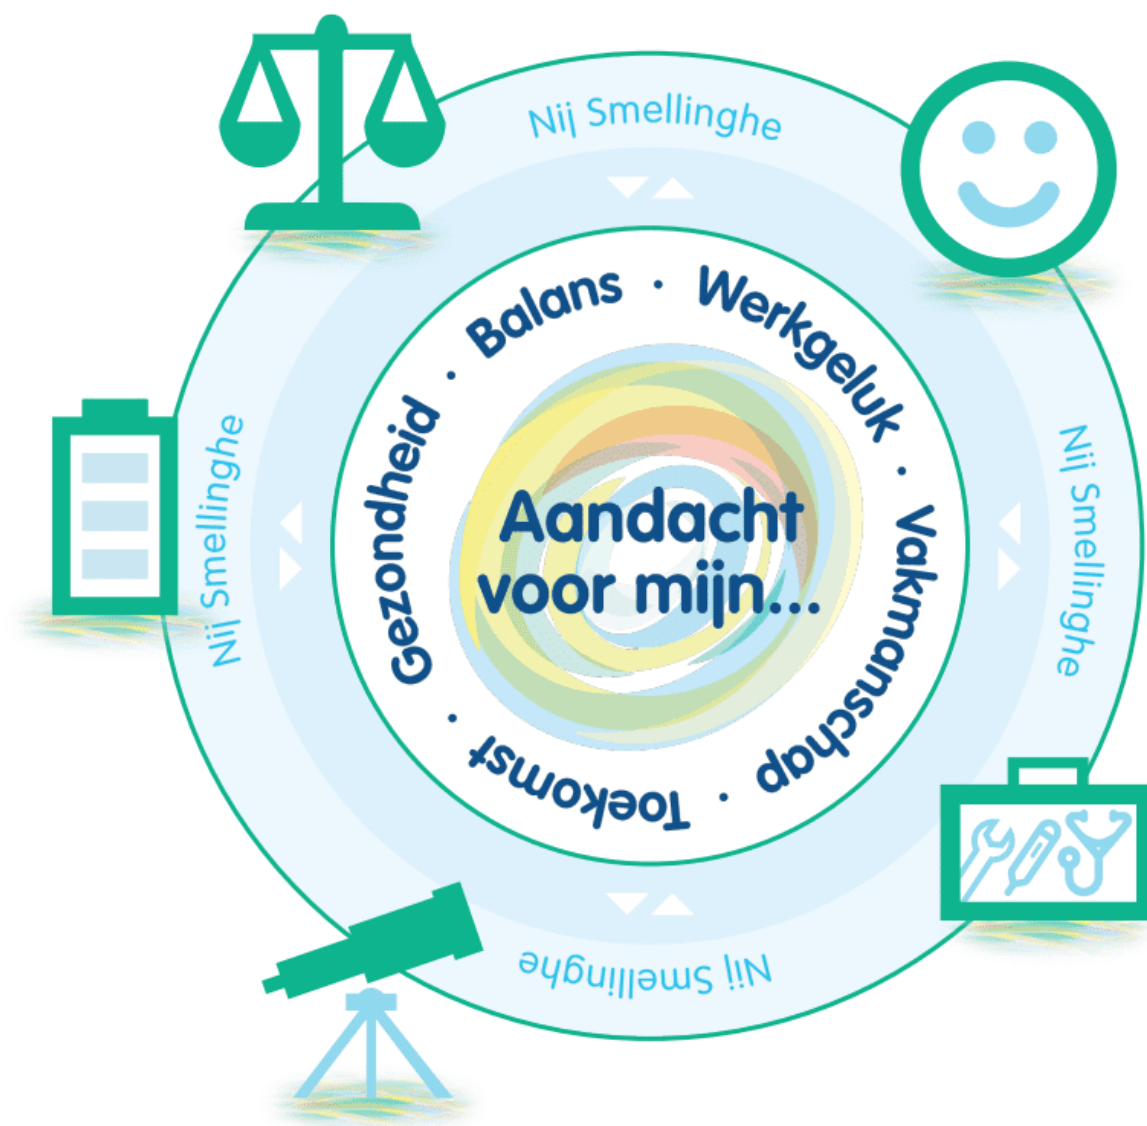 Nij Smellinghe
Balans · Werkgeluk · Vakmanschap · Toekomst · Gezondheid ·
Aandacht
voor mijn...
Nij Smellinghe
Nij Smellinghe
Nij Smellinghe